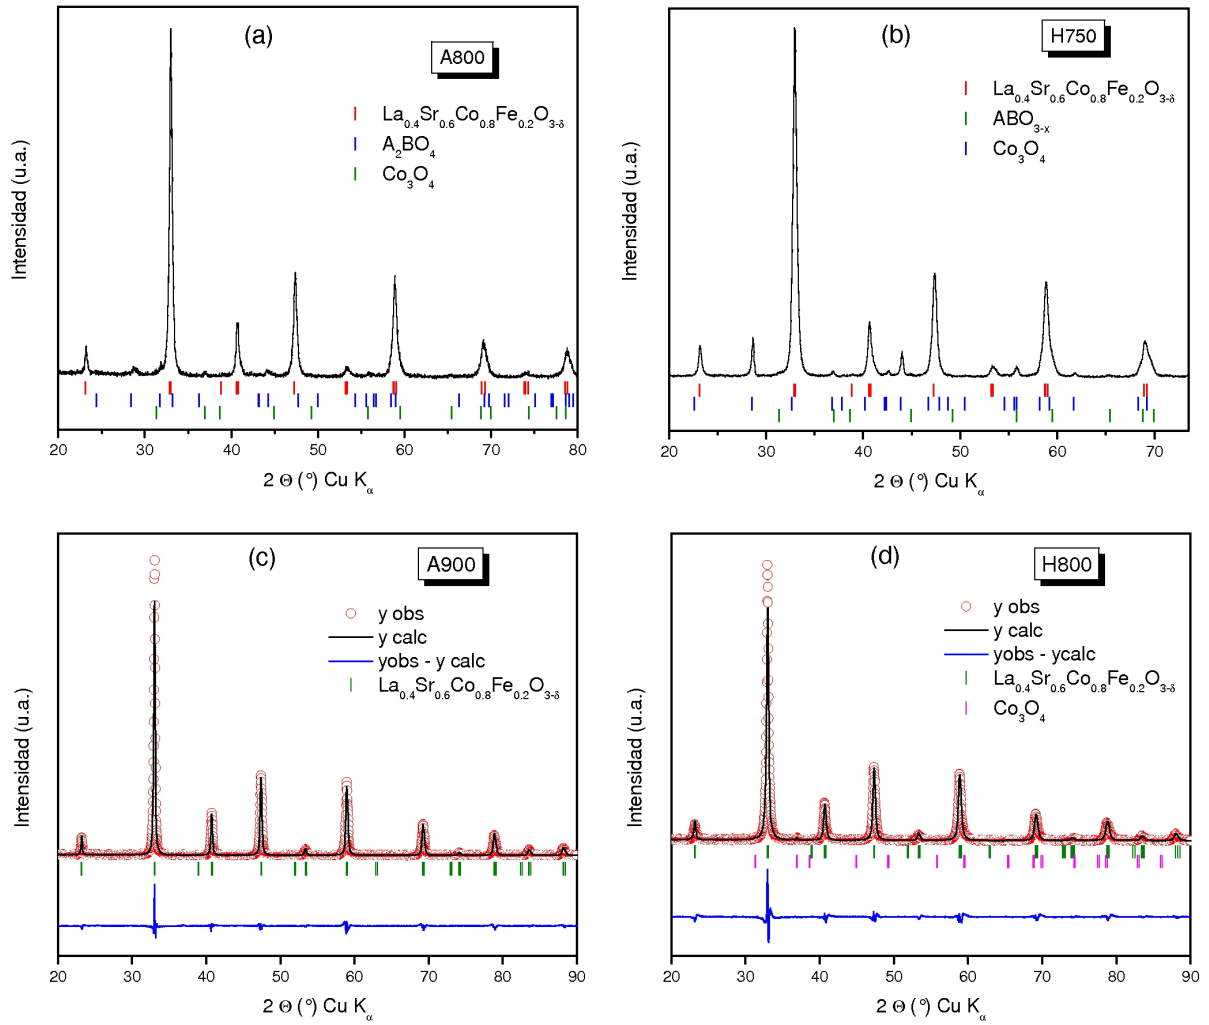 (a)
A800
La0.4Sr0.6Co0.8Fe0.2O3-δ
A2BO4
Co3O4
Intensidad (u.a.)
20 30 40 50 60 70 80
2 Θ (°) Cu Kα
(b)
H750
La0.4Sr0.6Co0.8Fe0.2O3-δ
ABO3-x
Co3O4
Intensidad (u.a.)
20 30 40 50 60 70
2 Θ (°) Cu Kα
(c)
A900
y obs
y calc
yobs - y calc
La0.4Sr0.6Co0.8Fe0.2O3-δ
Intensidad (u.a.)
20 30 40 50 60 70 80 90
2 Θ (°) Cu Kα
(d)
H800
y obs
y calc
yobs - ycalc
La0.4Sr0.6Co0.8Fe0.2O3-δ
Co3O4
Intensidad (u.a.)
20 30 40 50 60 70 80 90
2 Θ (°) Cu Kα